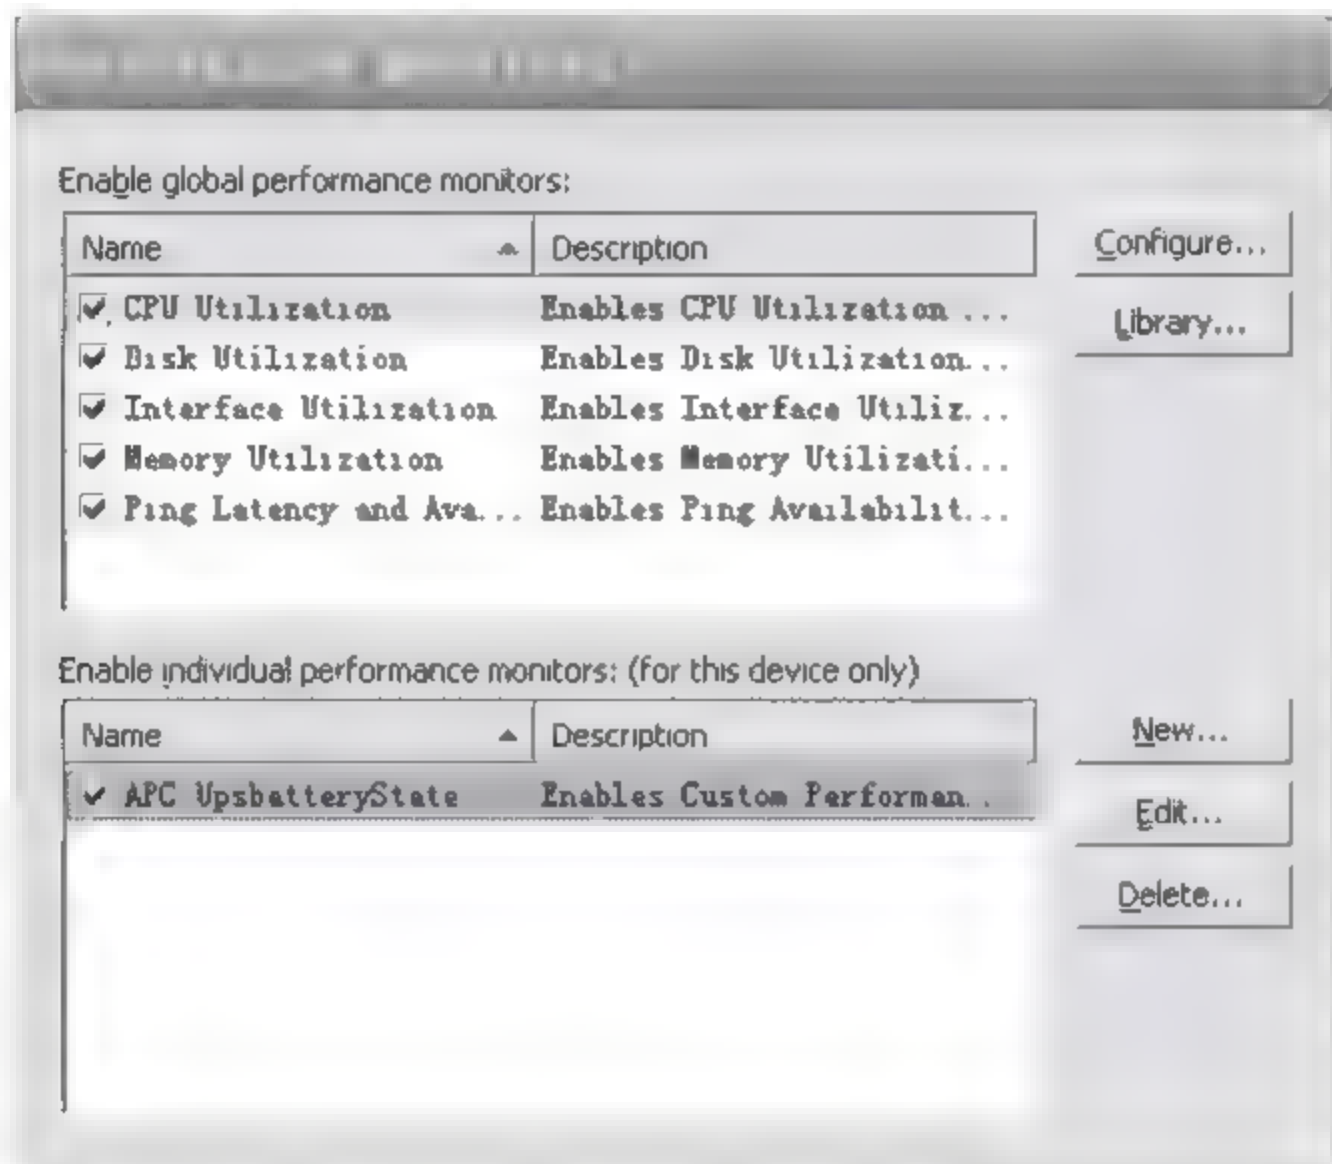 Enable global performance monitors:
Name Description
Configure...
CPU Utilization Enables CPU Utilization ...
Library...
Disk Utilization Enables Disk Utilization...
Interface Utilization Enables Interface Utiliz...
Memory Utilization Enables Memory Utilizati...
Ping Latency and Ava... Enables Ping Availabilit...
Enable individual performance monitors: (for this device only)
Name Description
New...
APC UpsbatteryState Enables Custom Performan..
Edit...
Delete...